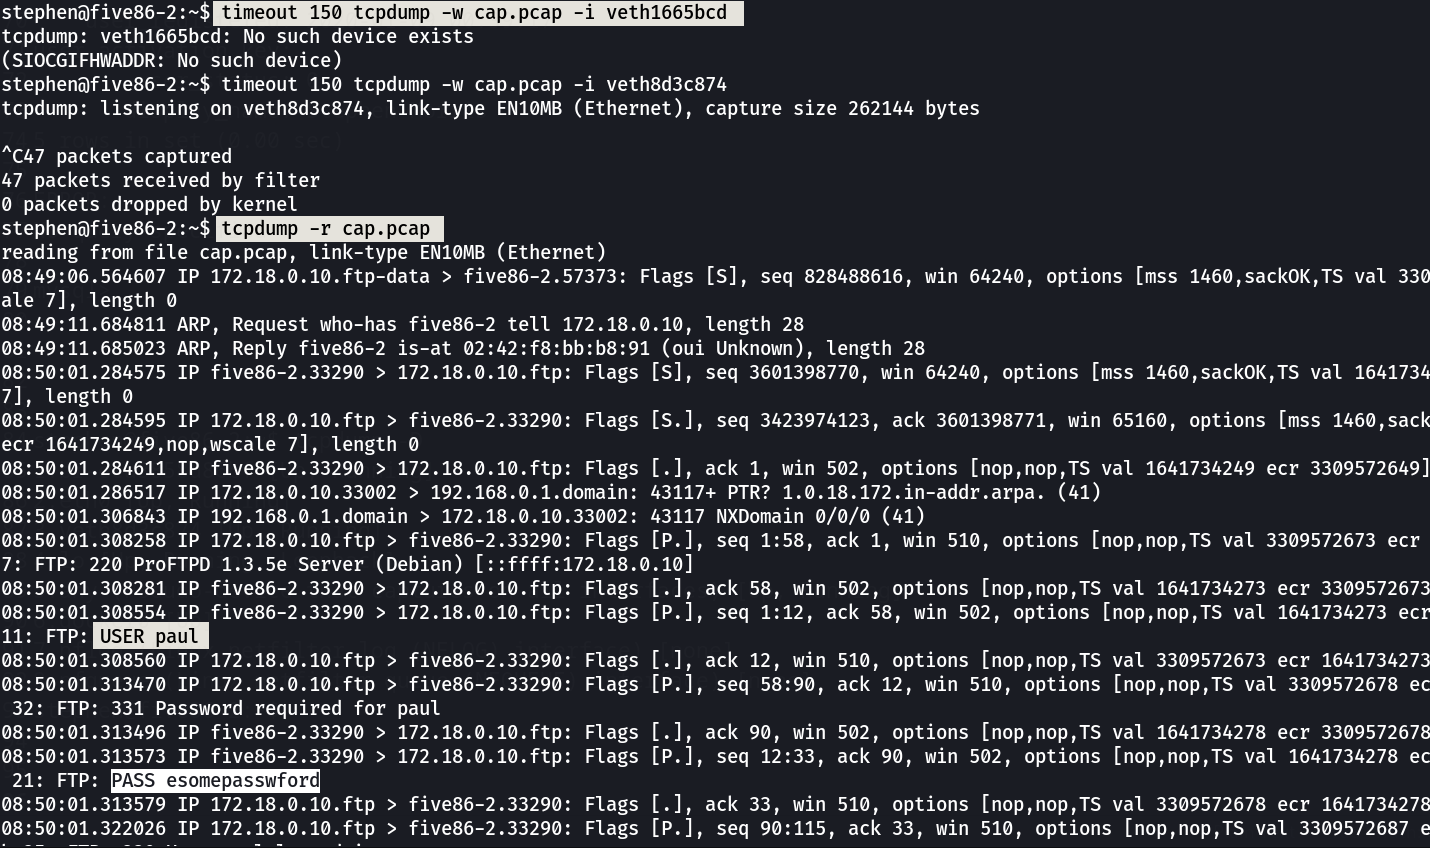 stephen@five86-2:~$ timeout 150 tcpdump -w cap.pcap -i veth1665bcd
tcpdump: veth1665bcd: No such device exists
(SIOCGIFHWADDR: No such device)
stephen@five86-2:~$ timeout 150 tcpdump -w cap.pcap -i veth8d3c874
tcpdump: listening on veth8d3c874, link-type EN10MB (Ethernet), capture size 262144 bytes
^C47 packets captured
47 packets received by filter
0 packets dropped by kernel
stephen@five86-2:~$ tcpdump -r cap.pcap
reading from file cap.pcap, link-type EN10MB (Ethernet)
08:49:06.564607 IP 172.18.0.10.ftp-data > five86-2.57373: Flags [S], seq 828488616, win 64240, options [mss 1460,sackOK,TS val 330
ale 7], length 0
08:49:11.684811 ARP, Request who-has five86-2 tell 172.18.0.10, length 28
08:49:11.685023 ARP, Reply five86-2 is-at 02:42:f8:bb:b8:91 (oui Unknown), length 28
08:50:01.284575 IP five86-2.33290 > 172.18.0.10.ftp: Flags [S], seq 3601398770, win 64240, options [mss 1460,sackOK,TS val 1641734
7], length 0
08:50:01.284595 IP 172.18.0.10.ftp > five86-2.33290: Flags [S.], seq 3423974123, ack 3601398771, win 65160, options [mss 1460,sack
ecr 1641734249,nop,wscale 7], length 0
08:50:01.284611 IP five86-2.33290 > 172.18.0.10.ftp: Flags [.], ack 1, win 502, options [nop,nop,TS val 1641734249 ecr 3309572649]
08:50:01.286517 IP 172.18.0.10.33002 > 192.168.0.1.domain: 43117+ PTR? 1.0.18.172.in-addr.arpa. (41)
08:50:01.306843 IP 192.168.0.1.domain > 172.18.0.10.33002: 43117 NXDomain 0/0/0 (41)
08:50:01.308258 IP 172.18.0.10.ftp > five86-2.33290: Flags [P.], seq 1:58, ack 1, win 510, options [nop,nop,TS val 3309572673 ecr
7: FTP: 220 ProFTPD 1.3.5e Server (Debian) [::ffff:172.18.0.10]
08:50:01.308281 IP five86-2.33290 > 172.18.0.10.ftp: Flags [.], ack 58, win 502, options [nop,nop,TS val 1641734273 ecr 3309572673
08:50:01.308554 IP five86-2.33290 > 172.18.0.10.ftp: Flags [P.], seq 1:12, ack 58, win 502, options [nop,nop,TS val 1641734273 ecr
11: FTP: USER paul
08:50:01.308560 IP 172.18.0.10.ftp > five86-2.33290: Flags [.], ack 12, win 510, options [nop,nop,TS val 3309572673 ecr 1641734273
08:50:01.313470 IP 172.18.0.10.ftp > five86-2.33290: Flags [P.], seq 58:90, ack 12, win 510, options [nop,nop,TS val 3309572678 ec
32: FTP: 331 Password required for paul
08:50:01.313496 IP five86-2.33290 > 172.18.0.10.ftp: Flags [.], ack 90, win 502, options [nop,nop,TS val 1641734278 ecr 3309572678
08:50:01.313573 IP five86-2.33290 > 172.18.0.10.ftp: Flags [P.], seq 12:33, ack 90, win 502, options [nop,nop,TS val 1641734278 ec
21: FTP: PASS esomepasswford
08:50:01.313579 IP 172.18.0.10.ftp > five86-2.33290: Flags [.], ack 33, win 510, options [nop,nop,TS val 3309572678 ecr 1641734278
08:50:01.322026 IP 172.18.0.10.ftp > five86-2.33290: Flags [P.], seq 90:115, ack 33, win 510, options [nop,nop,TS val 3309572687 e